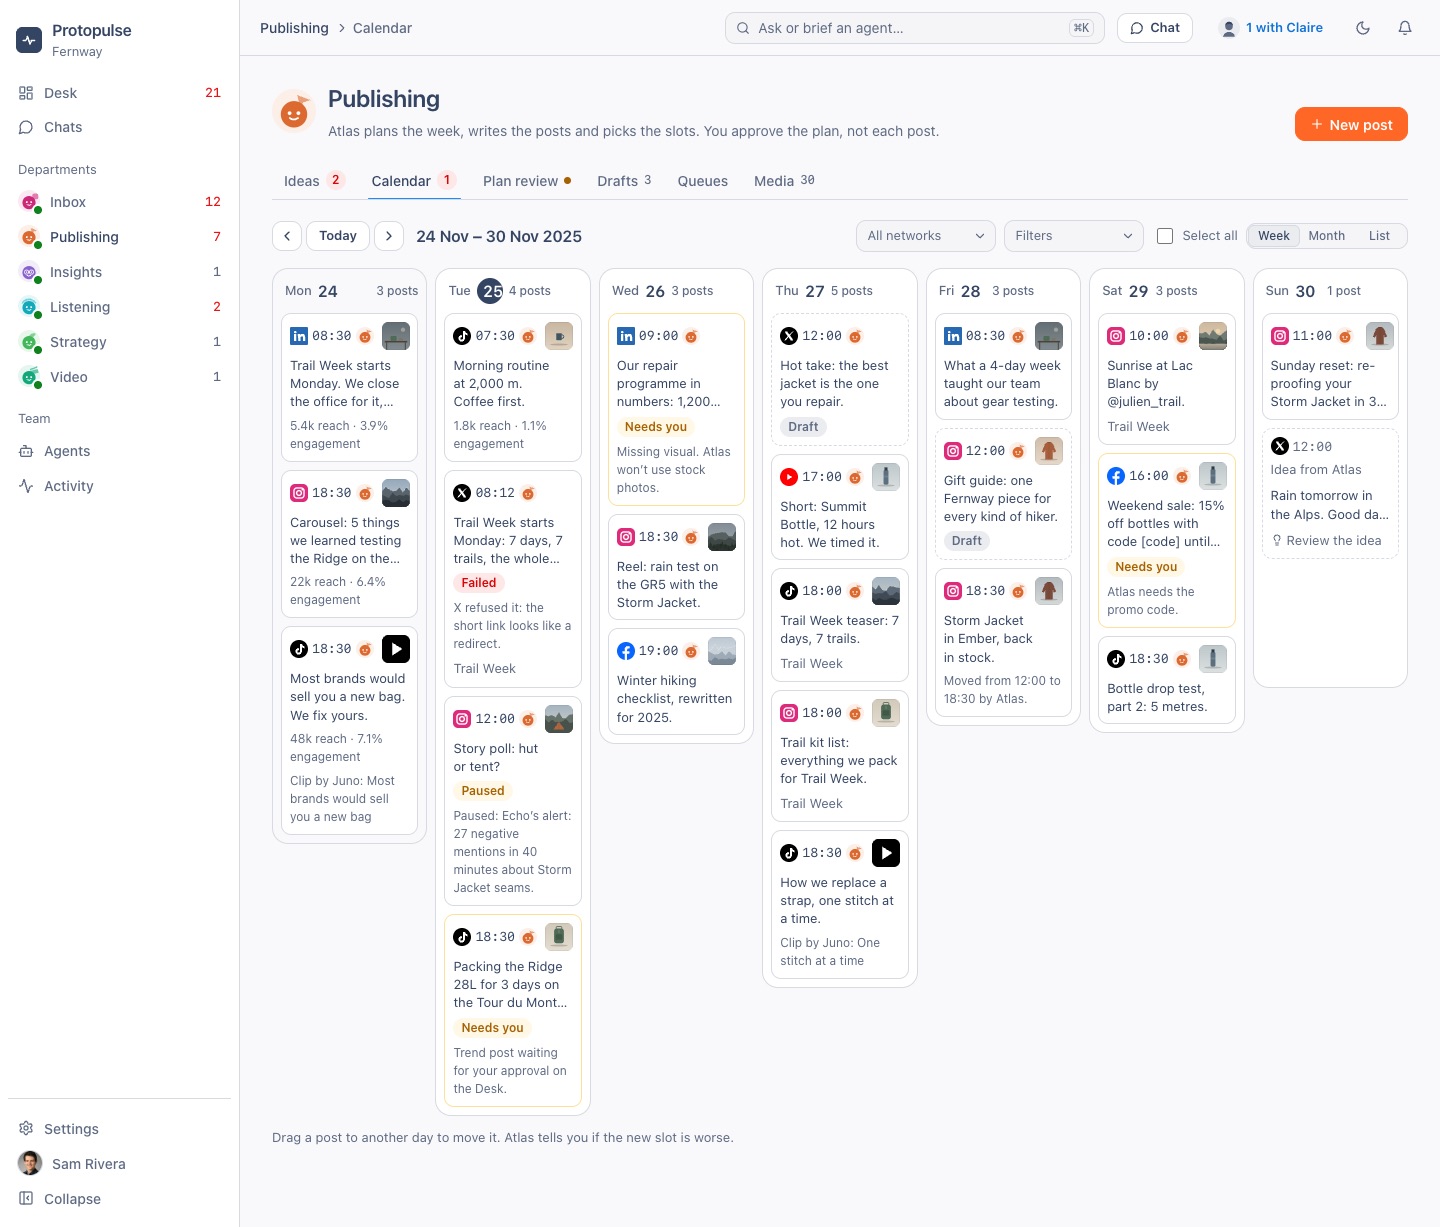 Protopulse
Fernway
Desk 21
Chats
Departments
Inbox 12
Publishing 7
Insights 1
Listening 2
Strategy 1
Video 1
Team
Agents
Activity
Settings
Sam Rivera
Collapse
Publishing > Calendar
Ask or brief an agent... ⌘K
Chat
1 with Claire
Publishing
Atlas plans the week, writes the posts and picks the slots. You approve the plan, not each post.
+ New post
Ideas 2
Calendar 1
Plan review
Drafts 3
Queues
Media 30
Today
24 Nov – 30 Nov 2025
All networks
Filters
Select all
Week
Month
List
Mon 24 3 posts
in 08:30
Trail Week starts
Monday. We close
the office for it,...
5.4k reach · 3.9%
engagement
18:30
Carousel: 5 things
we learned testing
the Ridge on the...
22k reach · 6.4%
engagement
18:30
Most brands would
sell you a new bag.
We fix yours.
48k reach · 7.1%
engagement
Clip by Juno: Most
brands would sell
you a new bag
Tue 25 4 posts
07:30
Morning routine
at 2,000 m.
Coffee first.
1.8k reach · 1.1%
engagement
08:12
Trail Week starts
Monday: 7 days, 7
trails, the whole...
Failed
X refused it: the
short link looks like a
redirect.
Trail Week
12:00
Story poll: hut
or tent?
Paused
Paused: Echo's alert:
27 negative
mentions in 40
minutes about Storm
Jacket seams.
18:30
Packing the Ridge
28L for 3 days on
the Tour du Mont...
Needs you
Trend post waiting
for your approval on
the Desk.
Wed 26 3 posts
in 09:00
Our repair
programme in
numbers: 1,200...
Needs you
Missing visual. Atlas
won't use stock
photos.
18:30
Reel: rain test on
the GR5 with the
Storm Jacket.
19:00
Winter hiking
checklist, rewritten
for 2025.
Thu 27 5 posts
12:00
Hot take: the best
jacket is the one
you repair.
Draft
17:00
Short: Summit
Bottle, 12 hours
hot. We timed it.
18:00
Trail Week teaser: 7
days, 7 trails.
Trail Week
18:00
Trail kit list:
everything we pack
for Trail Week.
Trail Week
18:30
How we replace a
strap, one stitch at
a time.
Clip by Juno: One
stitch at a time
Fri 28 3 posts
in 08:30
What a 4-day week
taught our team
about gear testing.
12:00
Gift guide: one
Fernway piece for
every kind of hiker.
Draft
18:30
Storm Jacket
in Ember, back
in stock.
Moved from 12:00 to
18:30 by Atlas.
Sat 29 3 posts
10:00
Sunrise at Lac
Blanc by
@julien_trail.
Trail Week
16:00
Weekend sale: 15%
off bottles with
code [code] until...
Needs you
Atlas needs the
promo code.
18:30
Bottle drop test,
part 2: 5 metres.
Sun 30 1 post
11:00
Sunday reset: re-
proofing your
Storm Jacket in 3...
12:00
Idea from Atlas
Rain tomorrow in
the Alps. Good da...
Review the idea
Drag a post to another day to move it. Atlas tells you if the new slot is worse.